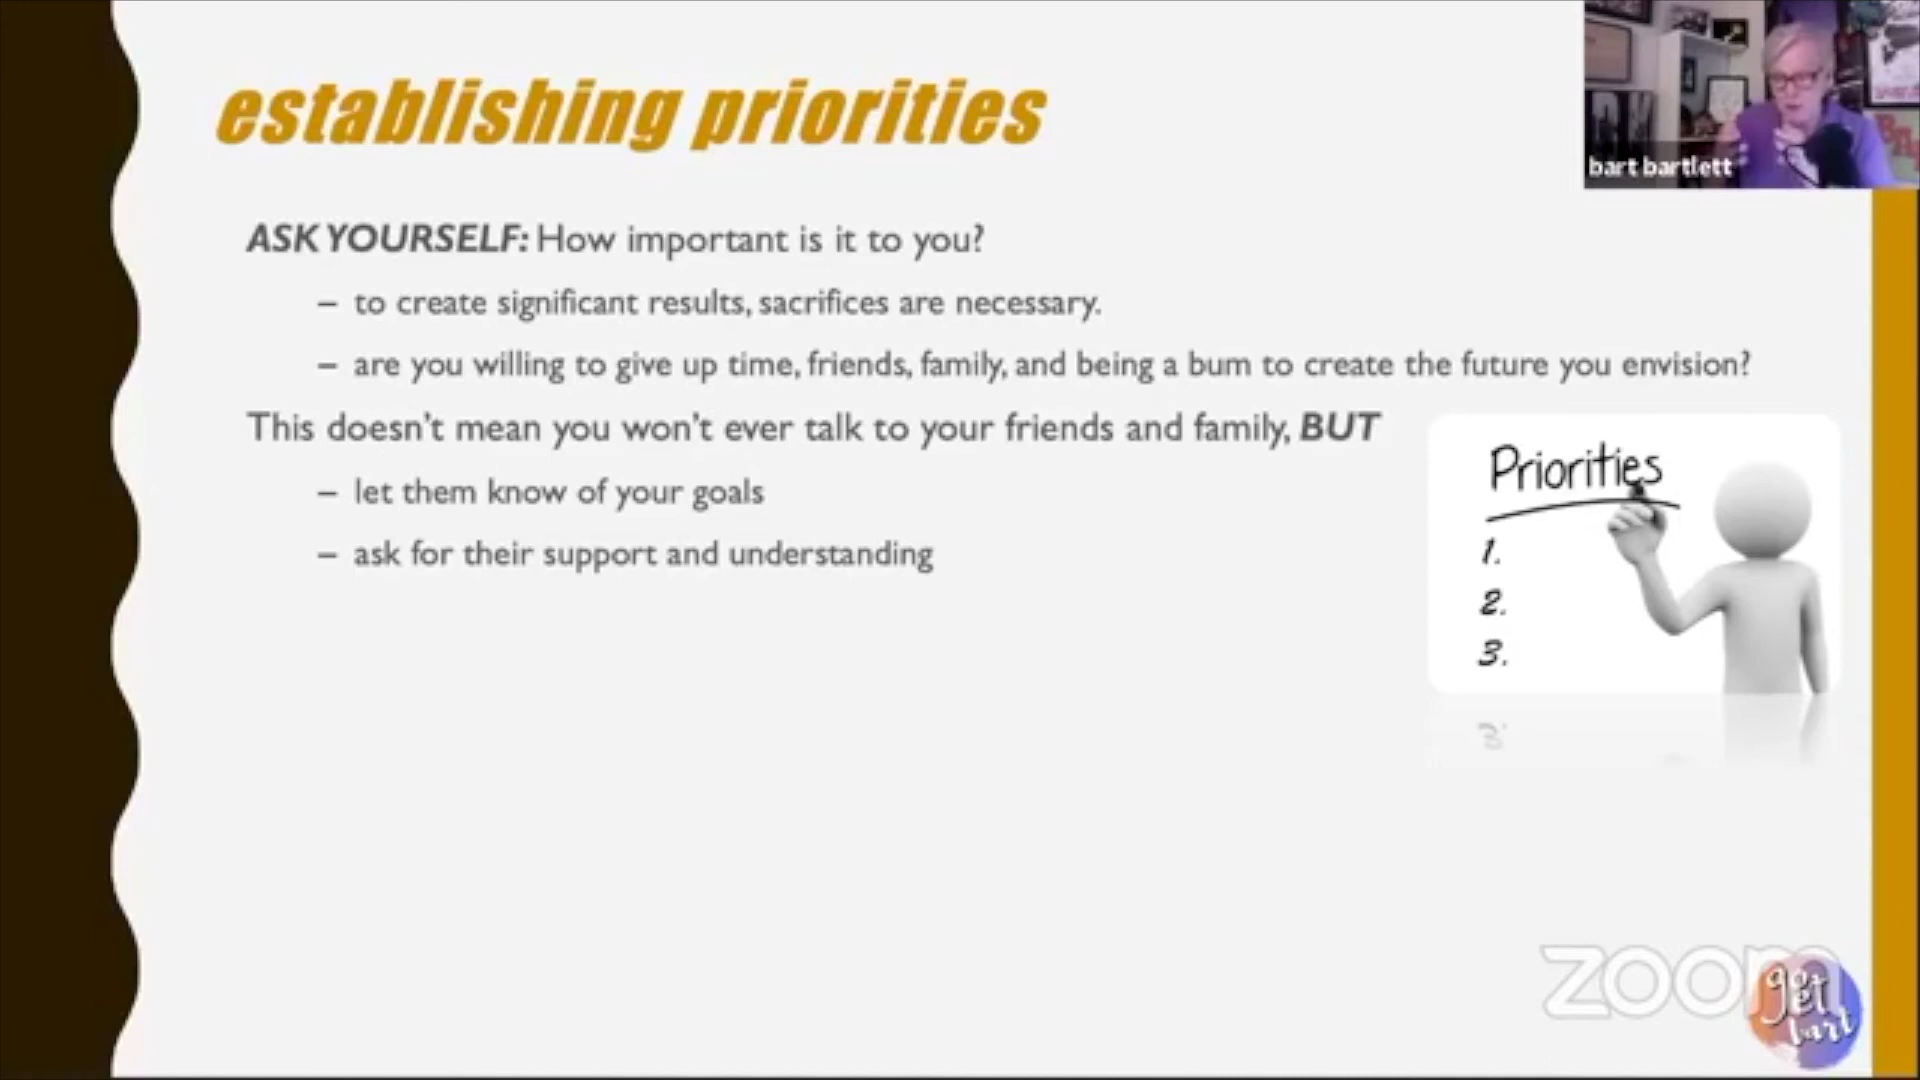 establishing priorities
bart bartlett
ASK YOURSELF: How important is it to you?
– to create significant results, sacrifices are necessary.
– are you willing to give up time, friends, family, and being a bum to create the future you envision?
This doesn't mean you won't ever talk to your friends and family, BUT
– let them know of your goals
– ask for their support and understanding
Priorities
1.
2.
3.
zoom
go
get
bart